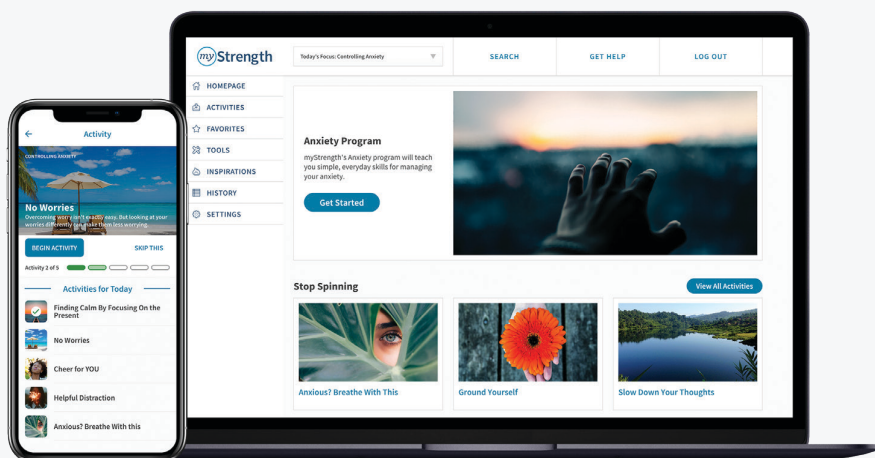 myStrength
Today's Focus: Controlling Anxiety
SEARCH
GET HELP
LOG OUT
HOMEPAGE
ACTIVITIES
FAVORITES
TOOLS
INSPIRATIONS
HISTORY
SETTINGS
Anxiety Program
myStrength's Anxiety program will teach
you simple, everyday skills for managing
your anxiety.
Get Started
Stop Spinning
View All Activities
Anxious? Breathe With This
Ground Yourself
Slow Down Your Thoughts
Activity
CONTROLLING ANXIETY
No Worries
Overcoming worry isn't exactly easy. But looking at your
worries differently can make them less worrying.
BEGIN ACTIVITY
SKIP THIS
Activity 2 of 5
Activities for Today
Finding Calm By Focusing On the
Present
No Worries
Cheer for YOU
Helpful Distraction
Anxious? Breathe With this